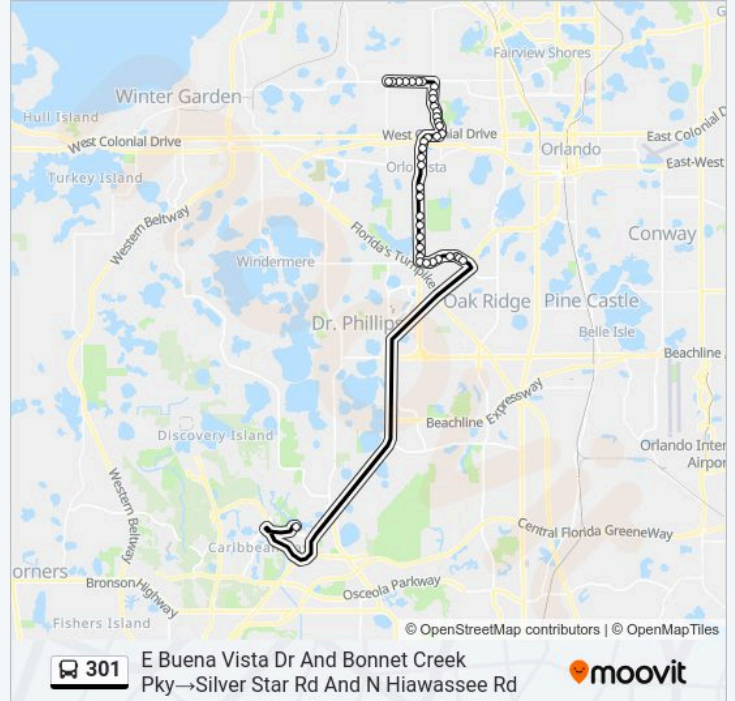 G
Fairview Shores
Winter Garden
Hull Island
West Colonial Drive
West Colonial Drive
East Colonial D
Orlando
East-West
Orlo Vista
Turkey Island
Western Beltway
Florida's Turnpike
Conway
Windermere
Oak Ridge
Pine Castle
Dr. Phillips
Belle Isle
Beachline
Beachline Expressway
Discovery Island
Orlando Inter
Airpor
Western Beltway
Central Florida GreeneWay
Caribbean
orners
Bronson Highway
Osceola Parkway
Fishers Island
© OpenStreetMap contributors | © OpenMapTiles
301
E Buena Vista Dr And Bonnet Creek
Pky→Silver Star Rd And N Hiawassee Rd
moovit